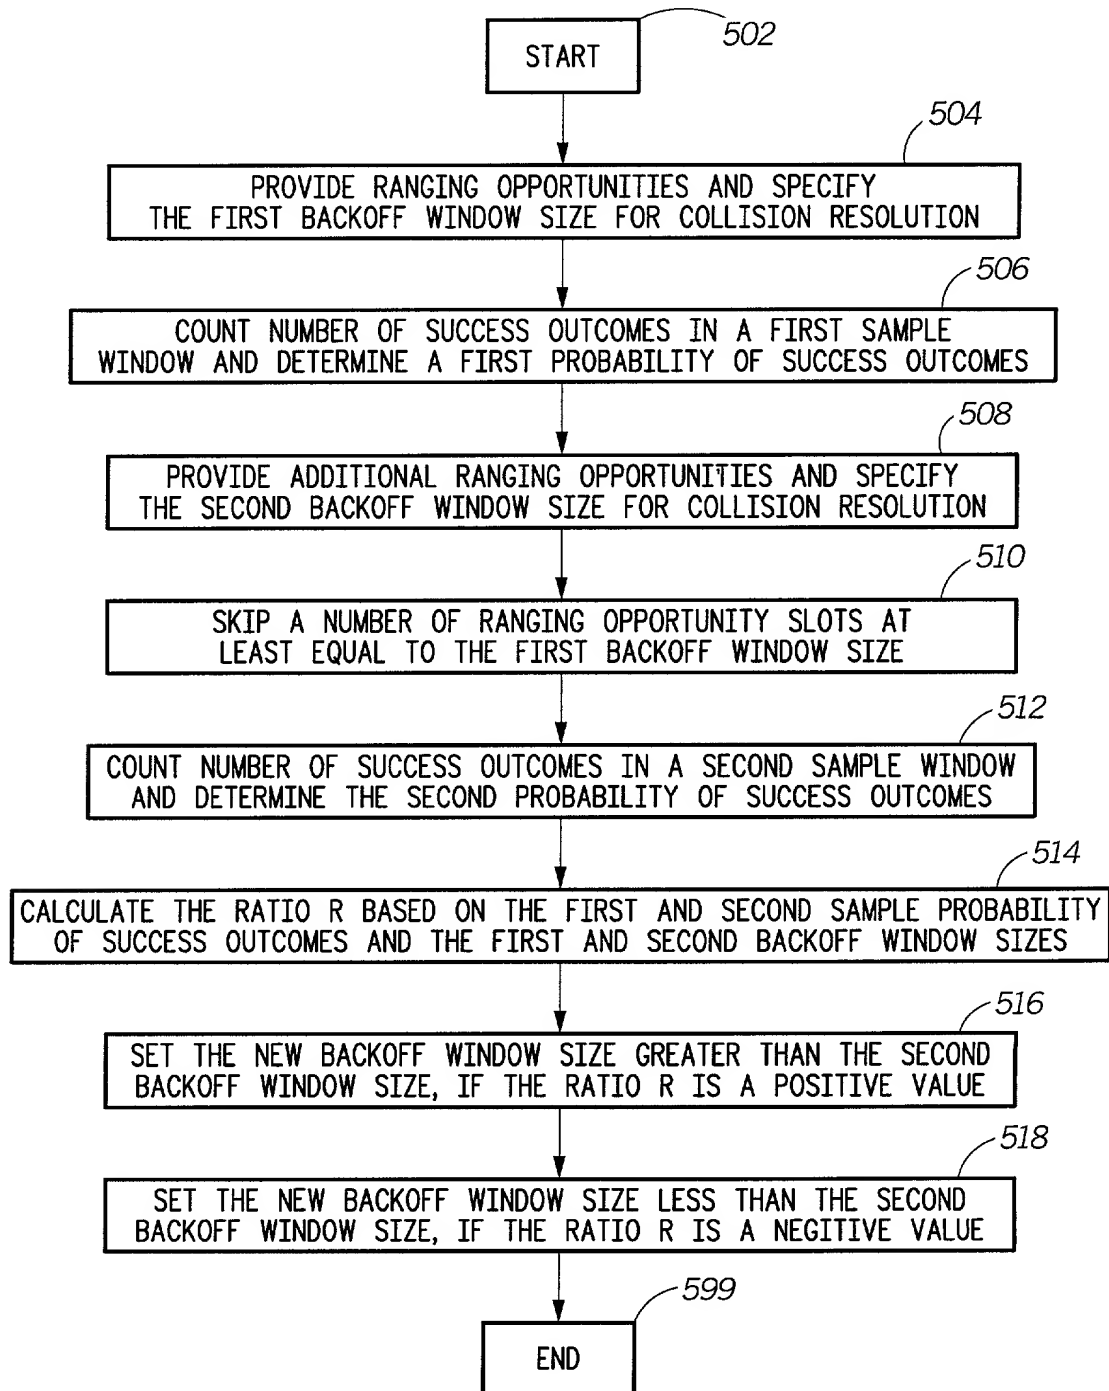 502
START
504
PROVIDE RANGING OPPORTUNITIES AND SPECIFY
THE FIRST BACKOFF WINDOW SIZE FOR COLLISION RESOLUTION
506
COUNT NUMBER OF SUCCESS OUTCOMES IN A FIRST SAMPLE
WINDOW AND DETERMINE A FIRST PROBABILITY OF SUCCESS OUTCOMES
508
PROVIDE ADDITIONAL RANGING OPPORTUNITIES AND SPECIFY
THE SECOND BACKOFF WINDOW SIZE FOR COLLISION RESOLUTION
510
SKIP A NUMBER OF RANGING OPPORTUNITY SLOTS AT
LEAST EQUAL TO THE FIRST BACKOFF WINDOW SIZE
512
COUNT NUMBER OF SUCCESS OUTCOMES IN A SECOND SAMPLE WINDOW
AND DETERMINE THE SECOND PROBABILITY OF SUCCESS OUTCOMES
514
CALCULATE THE RATIO R BASED ON THE FIRST AND SECOND SAMPLE PROBABILITY
OF SUCCESS OUTCOMES AND THE FIRST AND SECOND BACKOFF WINDOW SIZES
516
SET THE NEW BACKOFF WINDOW SIZE GREATER THAN THE SECOND
BACKOFF WINDOW SIZE, IF THE RATIO R IS A POSITIVE VALUE
518
SET THE NEW BACKOFF WINDOW SIZE LESS THAN THE SECOND
BACKOFF WINDOW SIZE, IF THE RATIO R IS A NEGITIVE VALUE
599
END